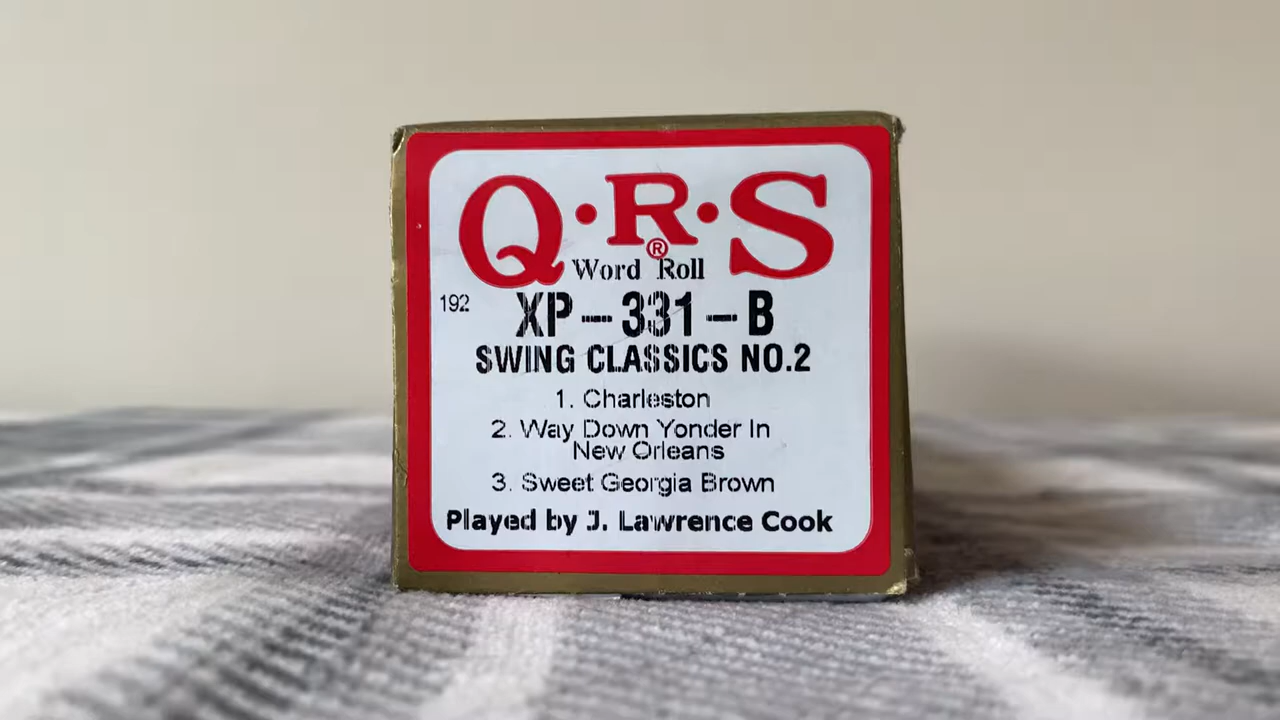 Q·R·S
®
Word Roll
192 XP-331-B
SWING CLASSICS NO.2
1. Charleston
2. Way Down Yonder In
New Orleans
3. Sweet Georgia Brown
Played by J. Lawrence Cook